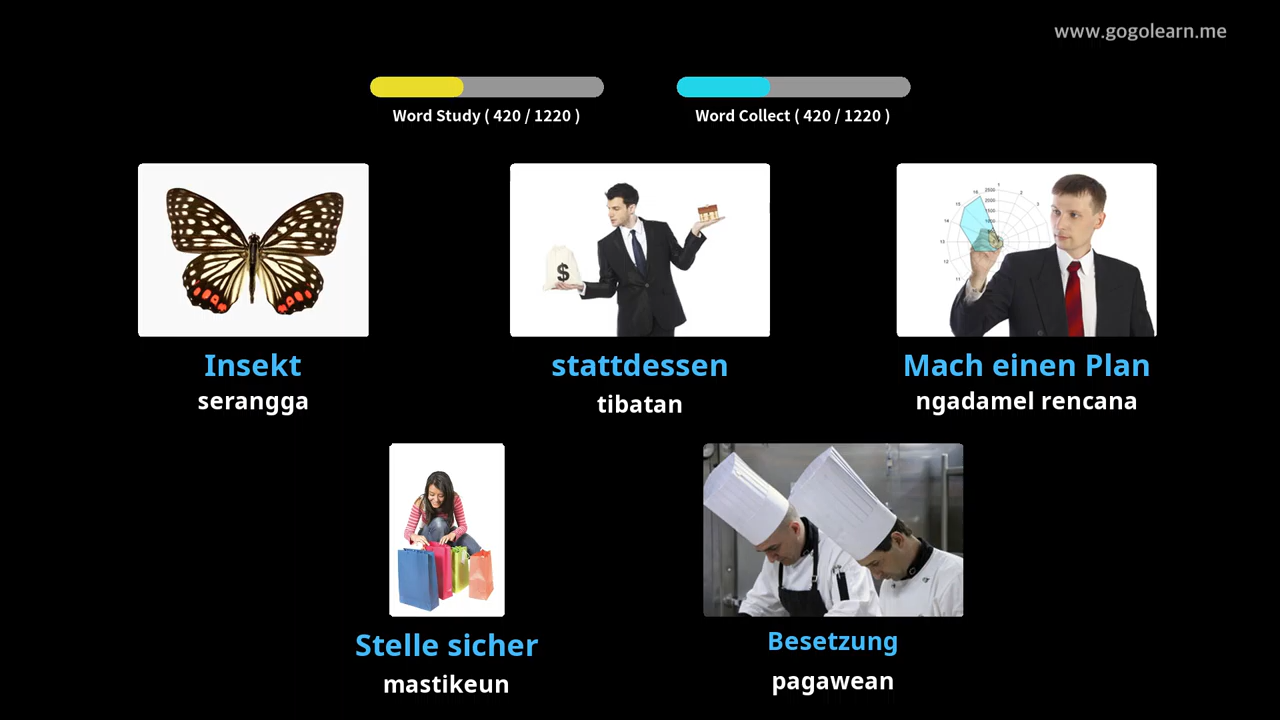 www.gogolearn.me
Word Study ( 420 / 1220 )
Word Collect ( 420 / 1220 )
$
Insekt
serangga
stattdessen
tibatan
Mach einen Plan
ngadamel rencana
Stelle sicher
mastikeun
Besetzung
pagawean